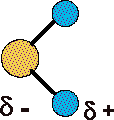 δ - δ +